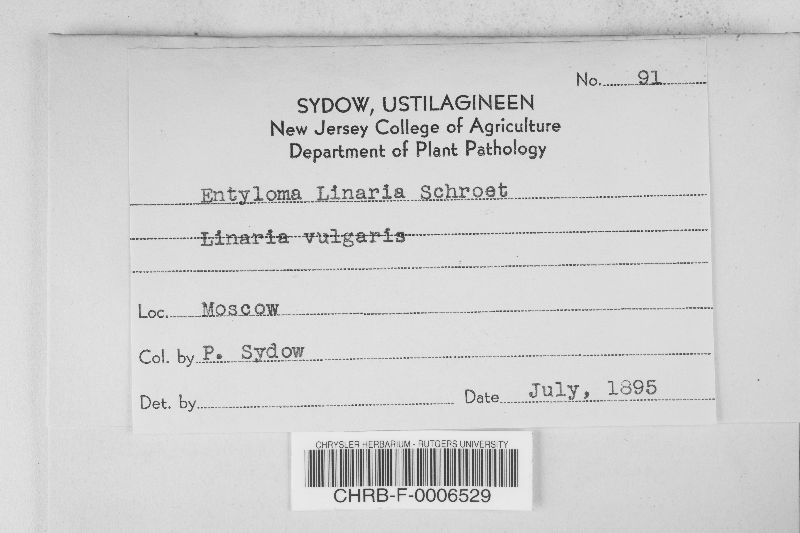 No. 91
SYDOW, USTILAGINEEN
New Jersey College of Agriculture
Department of Plant Pathology
Entyloma Linaria Schroet
Linaria vulgaris
Loc. Moscow
Col. by P. Sydow
Det. by
Date July, 1895
CHRYSLER HERBARIUM - RUTGERS UNIVERSITY
CHRB-F-0006529